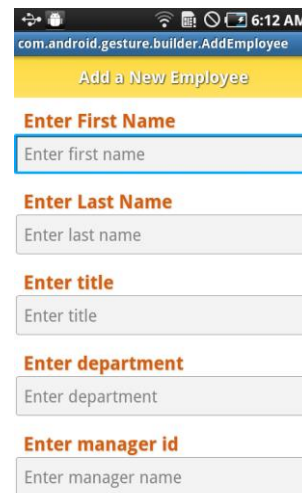 6:12 AM
com.android.gesture.builder.AddEmployee
Add a New Employee
Enter First Name
Enter first name
Enter Last Name
Enter last name
Enter title
Enter title
Enter department
Enter department
Enter manager id
Enter manager name